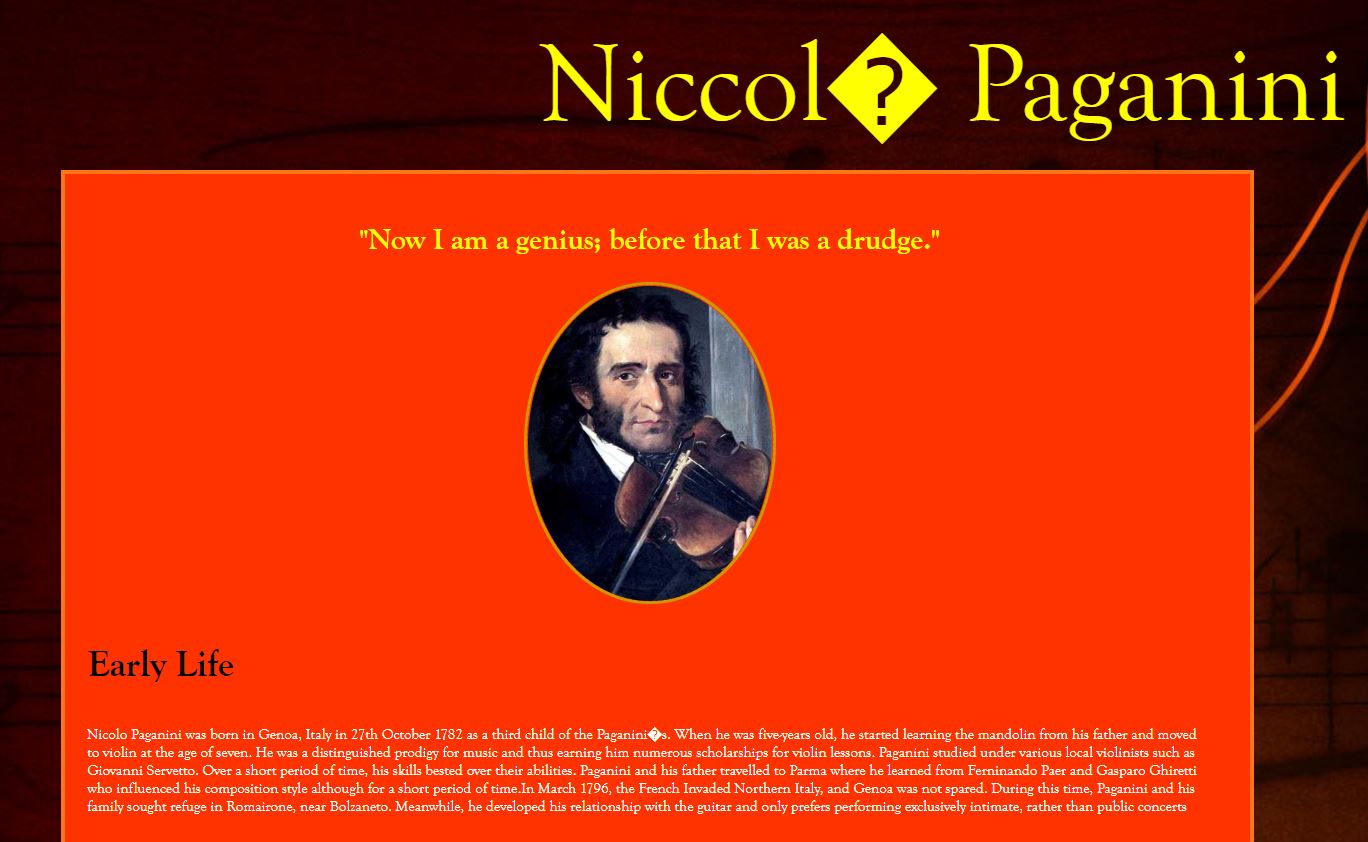 Niccol� Paganini
"Now I am a genius; before that I was a drudge."
Early Life
Nicolo Paganini was born in Genoa, Italy in 27th October 1782 as a third child of the Paganini�s. When he was five-years old, he started learning the mandolin from his father and moved
to violin at the age of seven. He was a distinguished prodigy for music and thus earning him numerous scholarships for violin lessons. Paganini studied under various local violinists such as
Giovanni Servetto. Over a short period of time, his skills bested over their abilities. Paganini and his father travelled to Parma where he learned from Ferninando Paer and Gasparo Ghiretti
who influenced his composition style although for a short period of time.In March 1796, the French Invaded Northern Italy, and Genoa was not spared. During this time, Paganini and his
family sought refuge in Romairone, near Bolzaneto. Meanwhile, he developed his relationship with the guitar and only prefers performing exclusively intimate, rather than public concerts